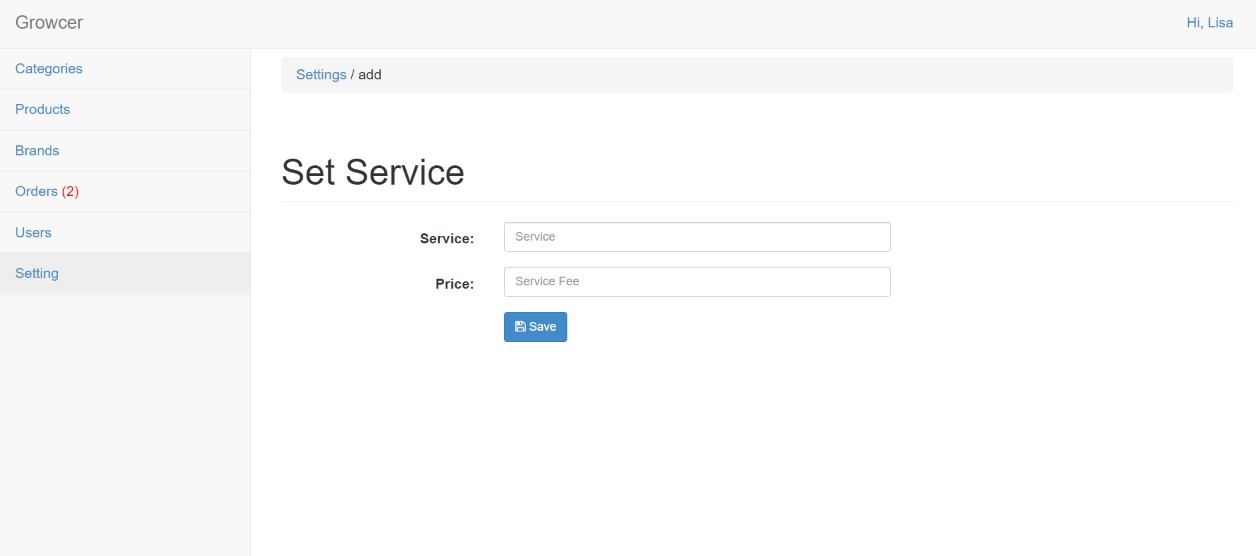 Growcer
Hi, Lisa
Categories
Products
Brands
Orders (2)
Users
Setting
Settings / add
Set Service
Service: Service
Price: Service Fee
Save